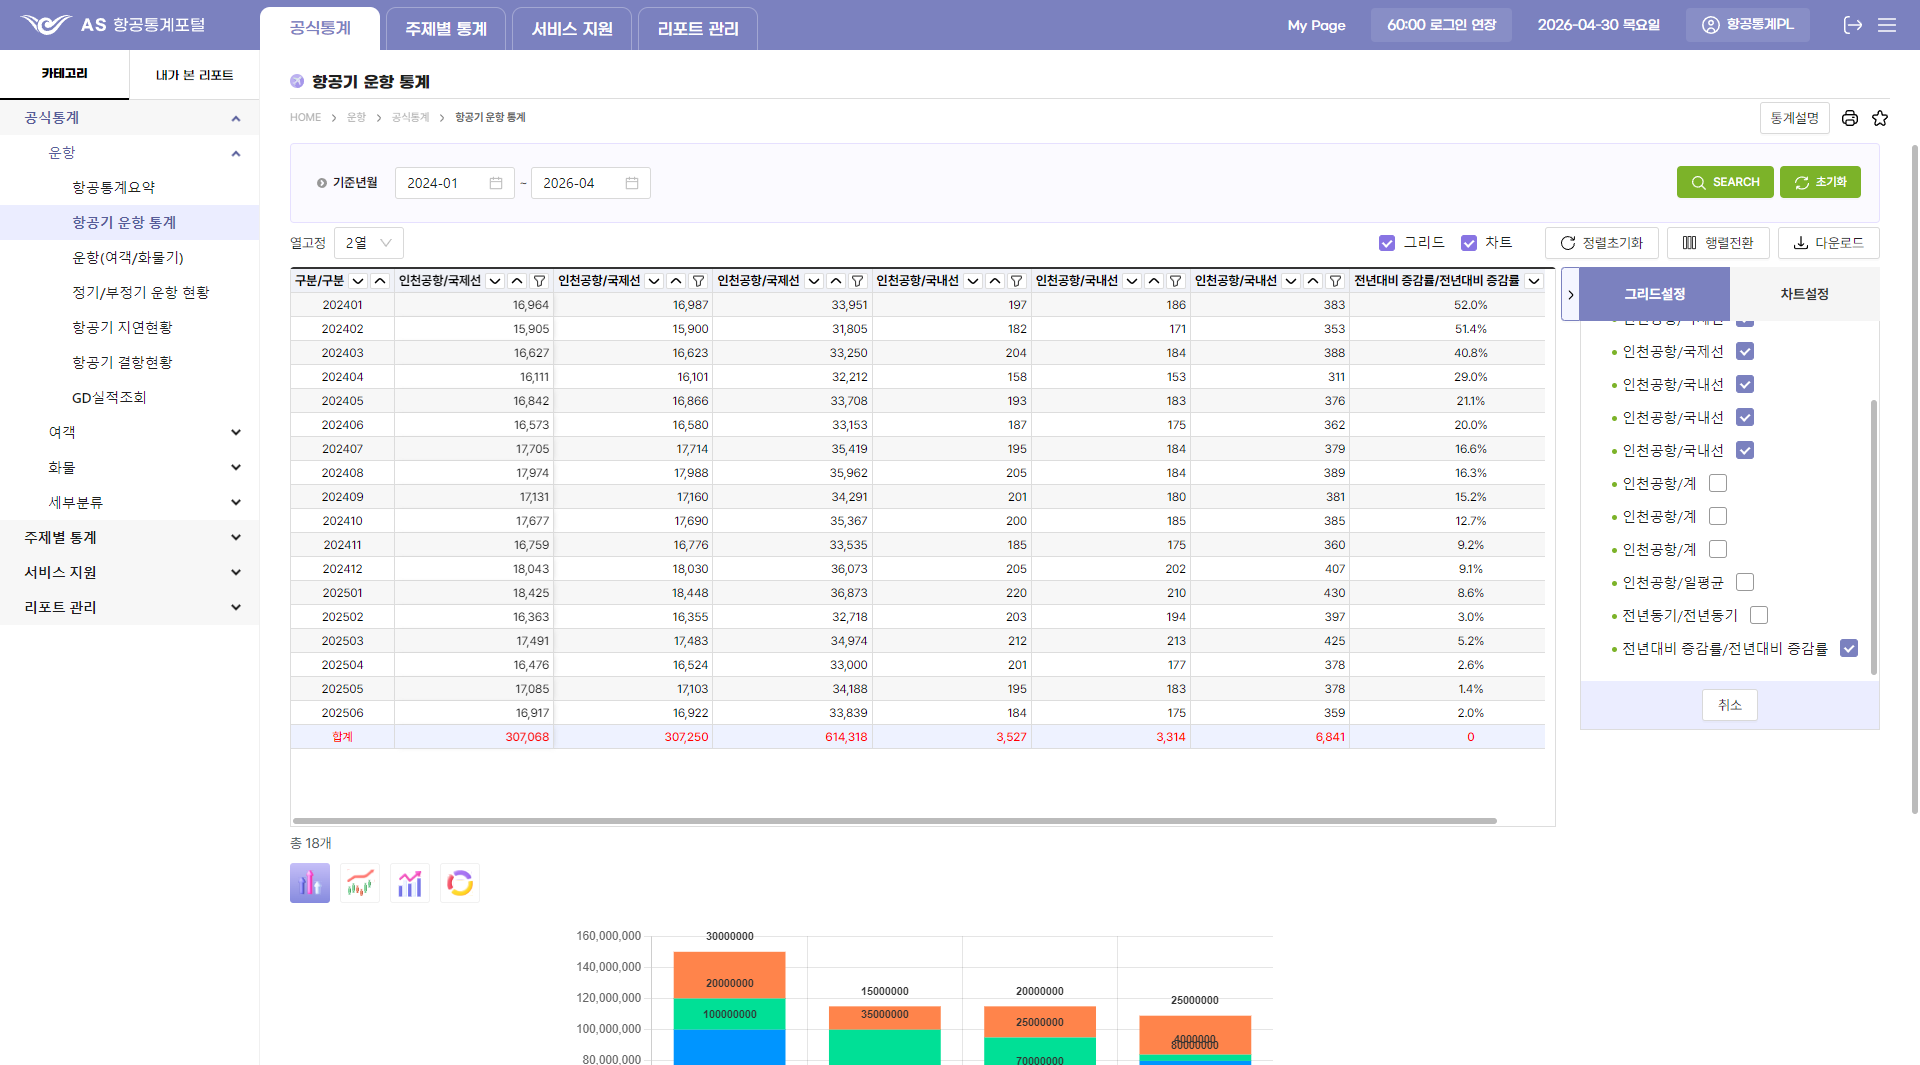 AS 항공통계포털
공식통계
주제별 통계
서비스 지원
리포트 관리
My Page
60:00 로그인 연장
2026-04-30 목요일
항공통계PL
카테고리
내가 본 리포트
공식통계
운항
항공통계요약
항공기 운항 통계
운항(여객/화물기)
정기/부정기 운항 현황
항공기 지연현황
항공기 결항현황
GD실적조회
여객
화물
세부분류
주제별 통계
서비스 지원
리포트 관리
항공기 운항 통계
HOME > 운항 > 공식통계 > 항공기 운항 통계
통계설명
기준년월 2024-01 ~ 2026-04
SEARCH
초기화
열고정 2열
그리드 차트
정렬초기화 행렬전환 다운로드
구분/구분 인천공항/국제선 인천공항/국제선 인천공항/국제선 인천공항/국내선 인천공항/국내선 인천공항/국내선 전년대비 증감률/전년대비 증감률
202401 16,964 16,987 33,951 197 186 383 52.0%
202402 15,905 15,900 31,805 182 171 353 51.4%
202403 16,627 16,623 33,250 204 184 388 40.8%
202404 16,111 16,101 32,212 158 153 311 29.0%
202405 16,842 16,866 33,708 193 183 376 21.1%
202406 16,573 16,580 33,153 187 175 362 20.0%
202407 17,705 17,714 35,419 195 184 379 16.6%
202408 17,974 17,988 35,962 205 184 389 16.3%
202409 17,131 17,160 34,291 201 180 381 15.2%
202410 17,677 17,690 35,367 200 185 385 12.7%
202411 16,759 16,776 33,535 185 175 360 9.2%
202412 18,043 18,030 36,073 205 202 407 9.1%
202501 18,425 18,448 36,873 220 210 430 8.6%
202502 16,363 16,355 32,718 203 194 397 3.0%
202503 17,491 17,483 34,974 212 213 425 5.2%
202504 16,476 16,524 33,000 201 177 378 2.6%
202505 17,085 17,103 34,188 195 183 378 1.4%
202506 16,917 16,922 33,839 184 175 359 2.0%
합계 307,068 307,250 614,318 3,527 3,314 6,841 0
그리드설정
차트설정
인천공항/국제선
인천공항/국제선
인천공항/국내선
인천공항/국내선
인천공항/국내선
인천공항/계
인천공항/계
인천공항/계
인천공항/일평균
전년동기/전년동기
전년대비 증감률/전년대비 증감률
취소
총 18개
160,000,000
140,000,000
120,000,000
100,000,000
80,000,000
30000000
20000000
100000000
15000000
35000000
20000000
25000000
70000000
25000000
4000000
80000000